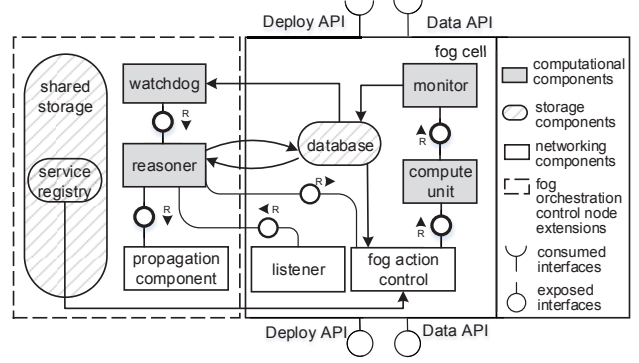 Deploy API
Data API
fog cell
shared
storage
watchdog
monitor
R
R
database
reasoner
service
registry
compute
unit
R
R
R
R
propagation
component
listener
fog action
control
Deploy API
Data API
computational
components
storage
components
networking
components
fog
orchestration
control node
extensions
consumed
interfaces
exposed
interfaces